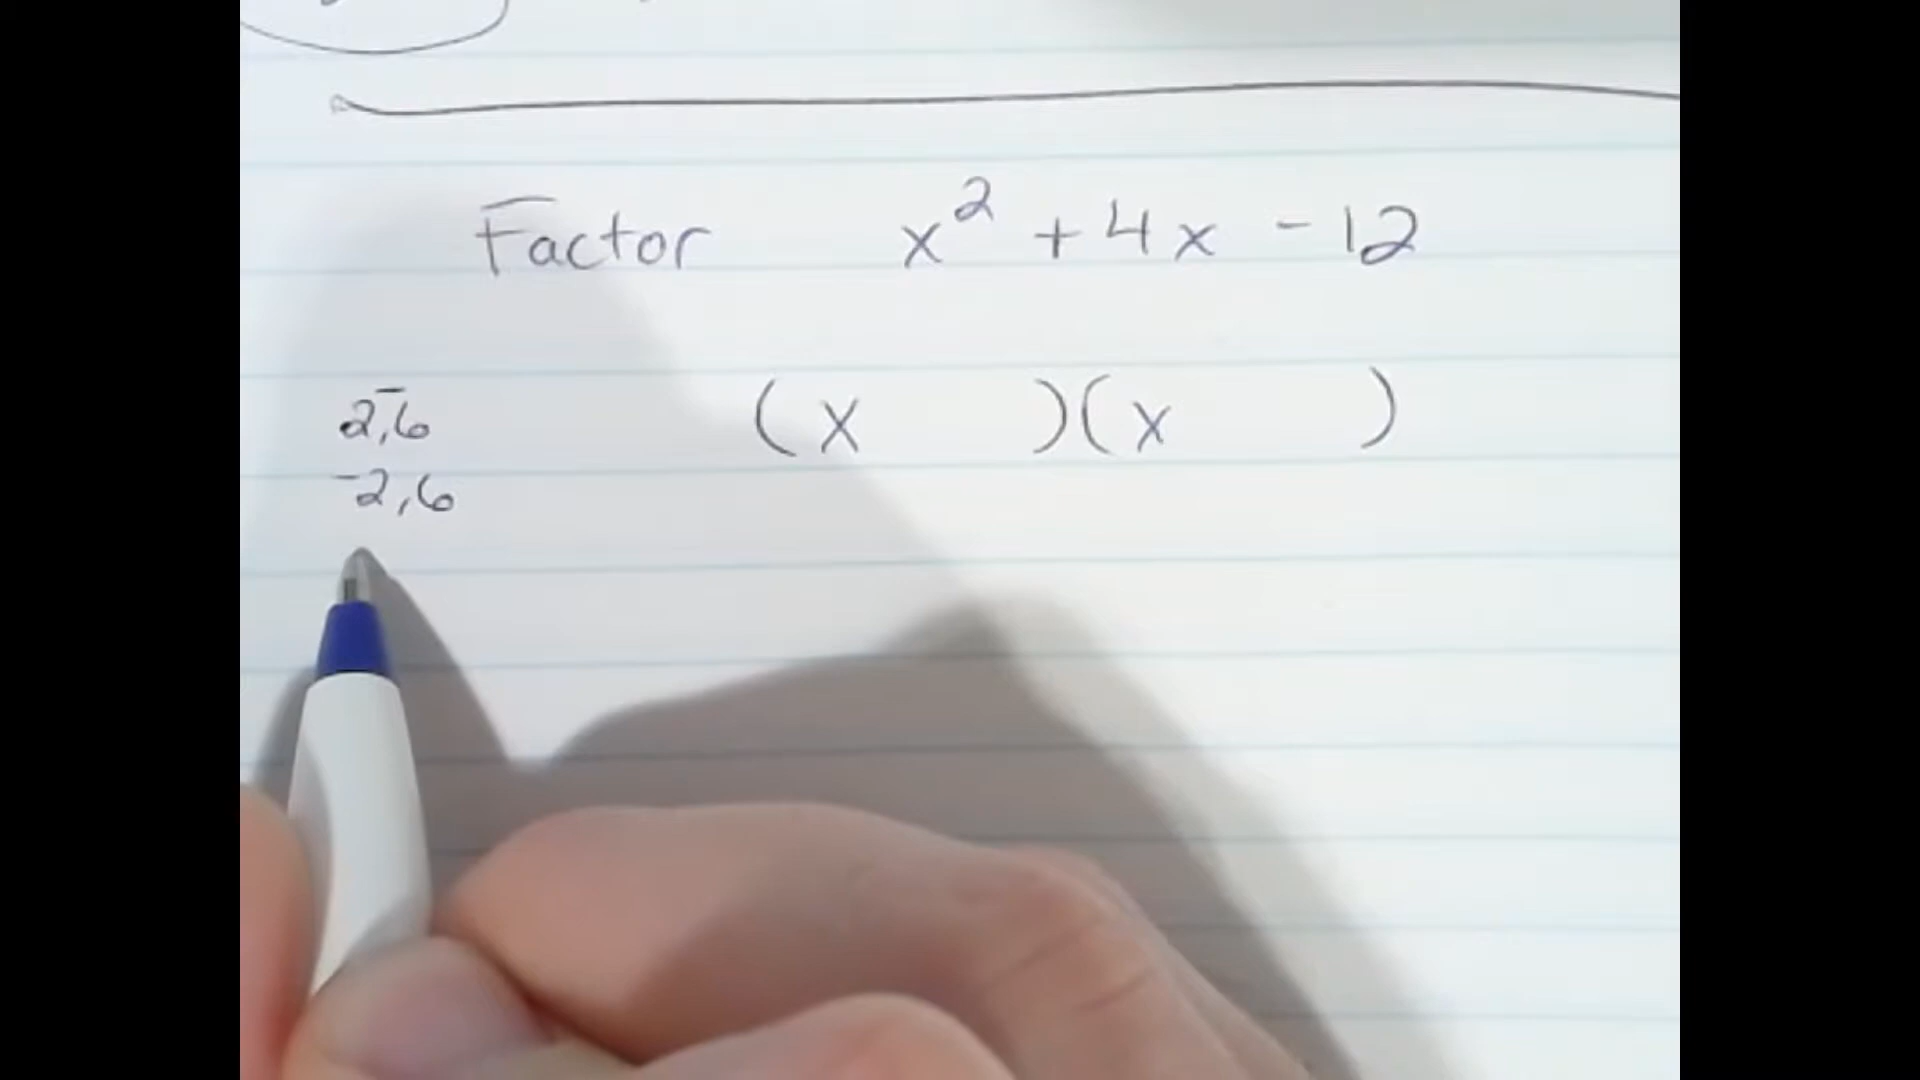 Factor x² + 4x - 12
2, ⁻6 (x )(x )
⁻2, 6